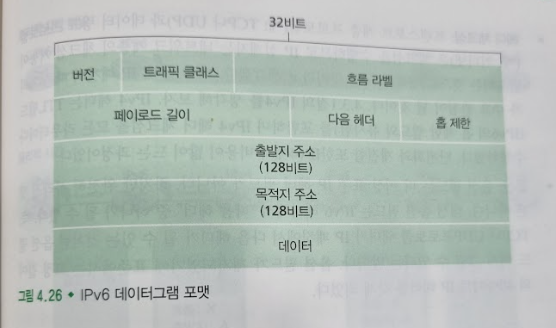 32비트
버전 트래픽 클래스 흐름 라벨
페이로드 길이 다음 헤더 홉 제한
출발지 주소
(128비트)
목적지 주소
(128비트)
데이터
그림 4.26 ◆ IPv6 데이터그램 포맷